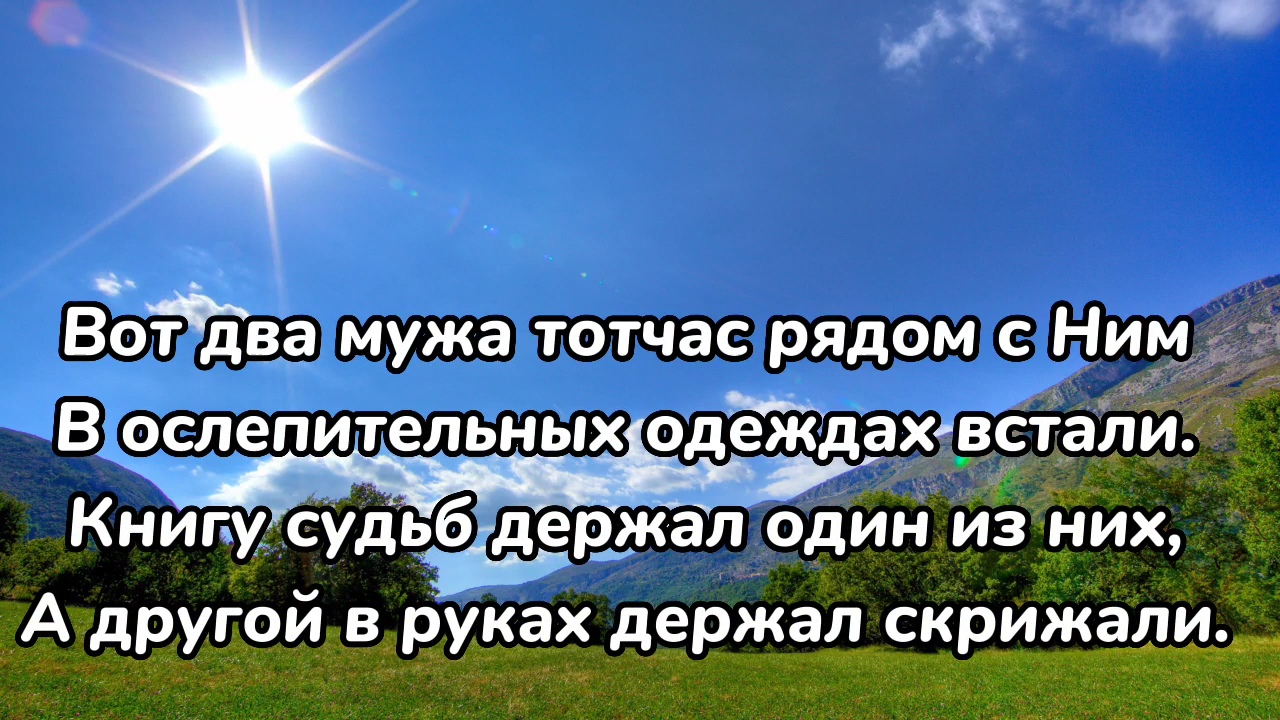 Вот два мужа тотчас рядом с Ним
В ослепительных одеждах встали.
Книгу судьб держал один из них,
А другой в руках держал скрижали.